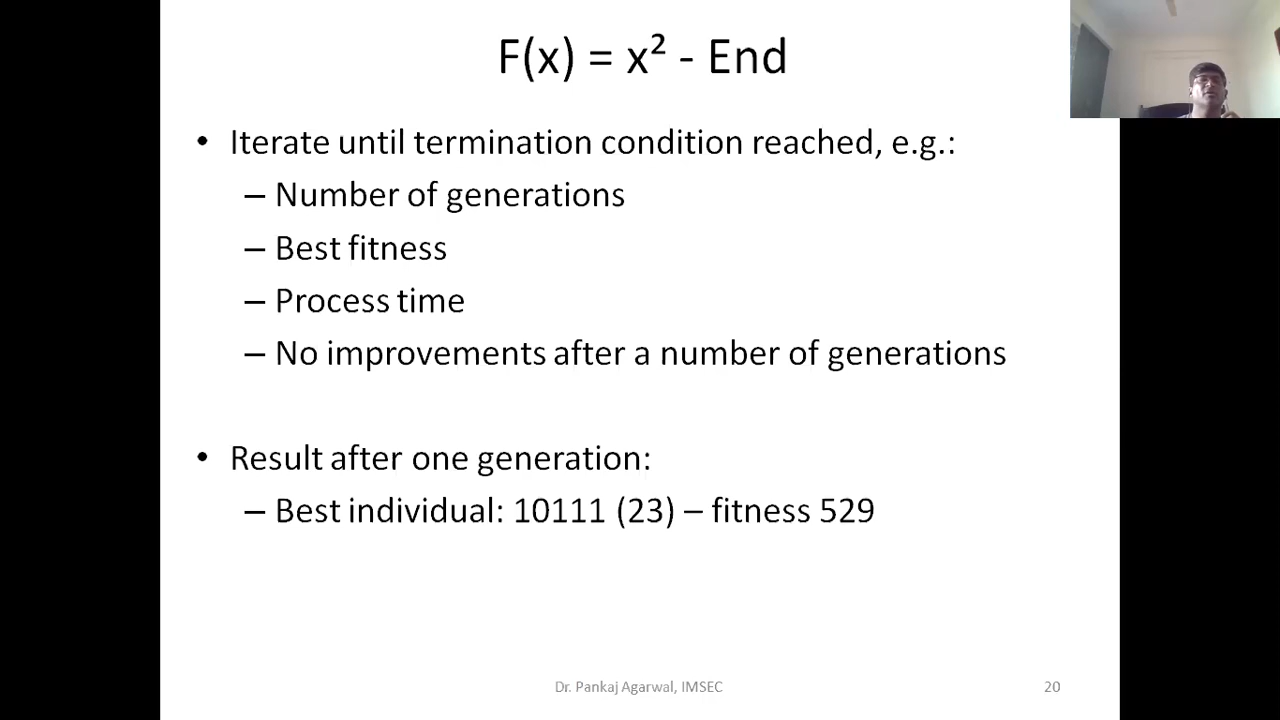 F(x) = x² - End
• Iterate until termination condition reached, e.g.:
– Number of generations
– Best fitness
– Process time
– No improvements after a number of generations
• Result after one generation:
– Best individual: 10111 (23) – fitness 529
Dr. Pankaj Agarwal, IMSEC
20